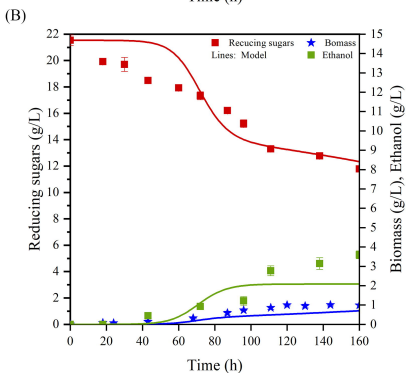 Time (h)
(B)
Recucing sugars
Bomass
Lines: Model
Ethanol
Reducing sugars (g/L)
22
20
18
16
14
12
10
8
6
4
2
0
15
14
13
12
11
10
9
8
7
6
5
4
3
2
1
0
Biomass (g/L), Ethanol (g/L)
0 20 40 60 80 100 120 140 160
Time (h)